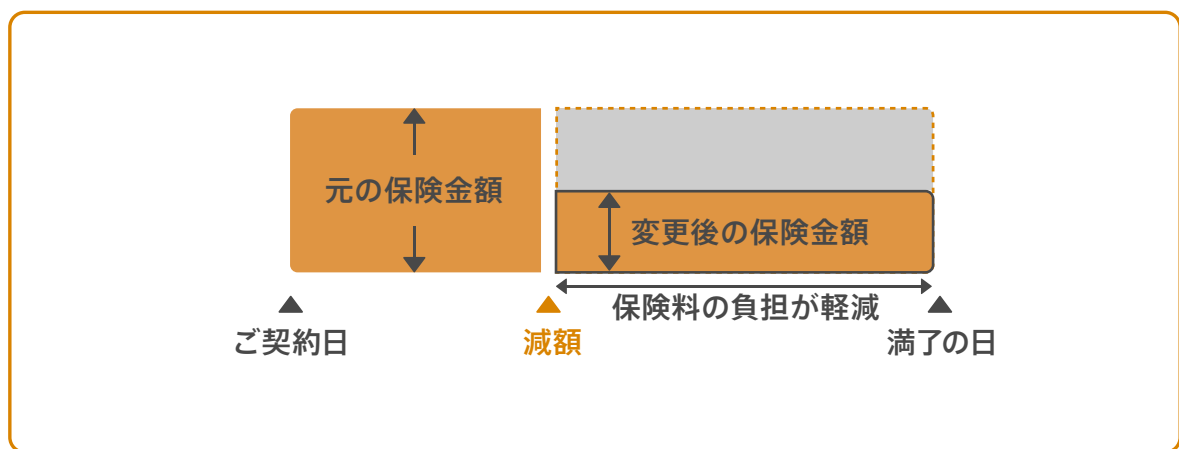 元の保険金額
変更後の保険金額
保険料の負担が軽減
ご契約日
減額
満了の日